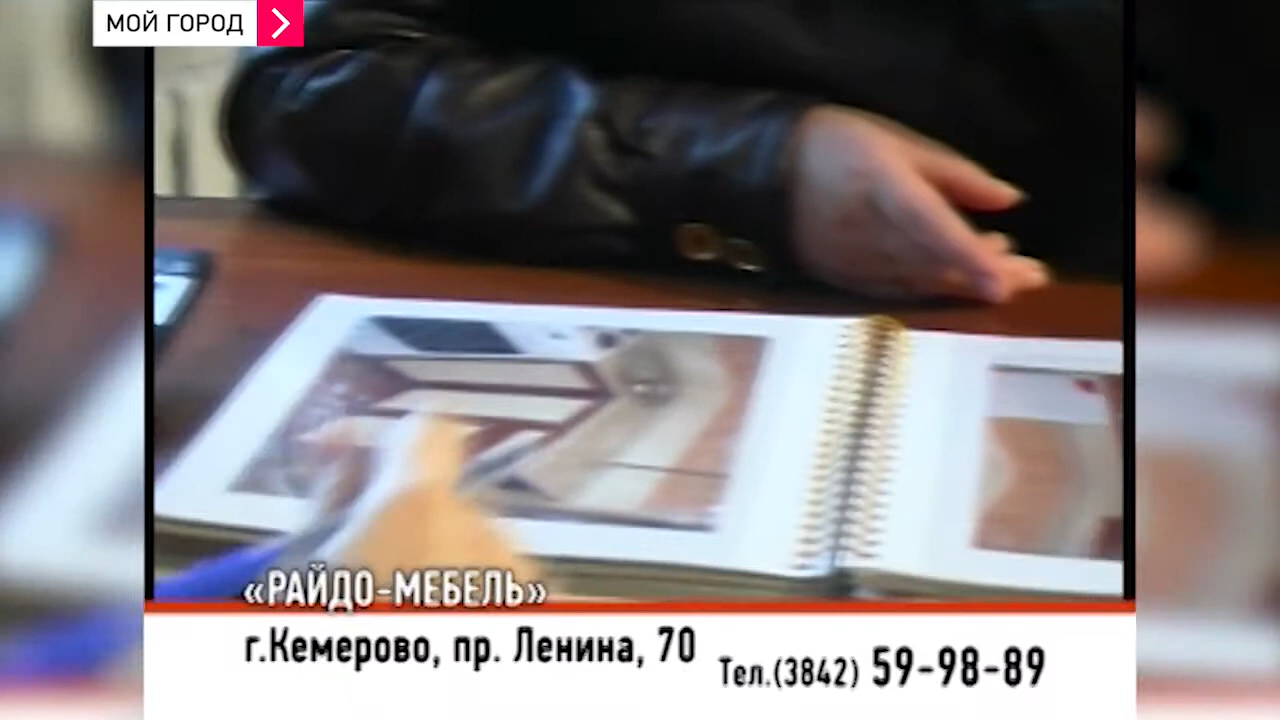 МОЙ ГОРОД
«РАЙДО-МЕБЕЛЬ»
г.Кемерово, пр. Ленина, 70
Тел.(3842) 59-98-89